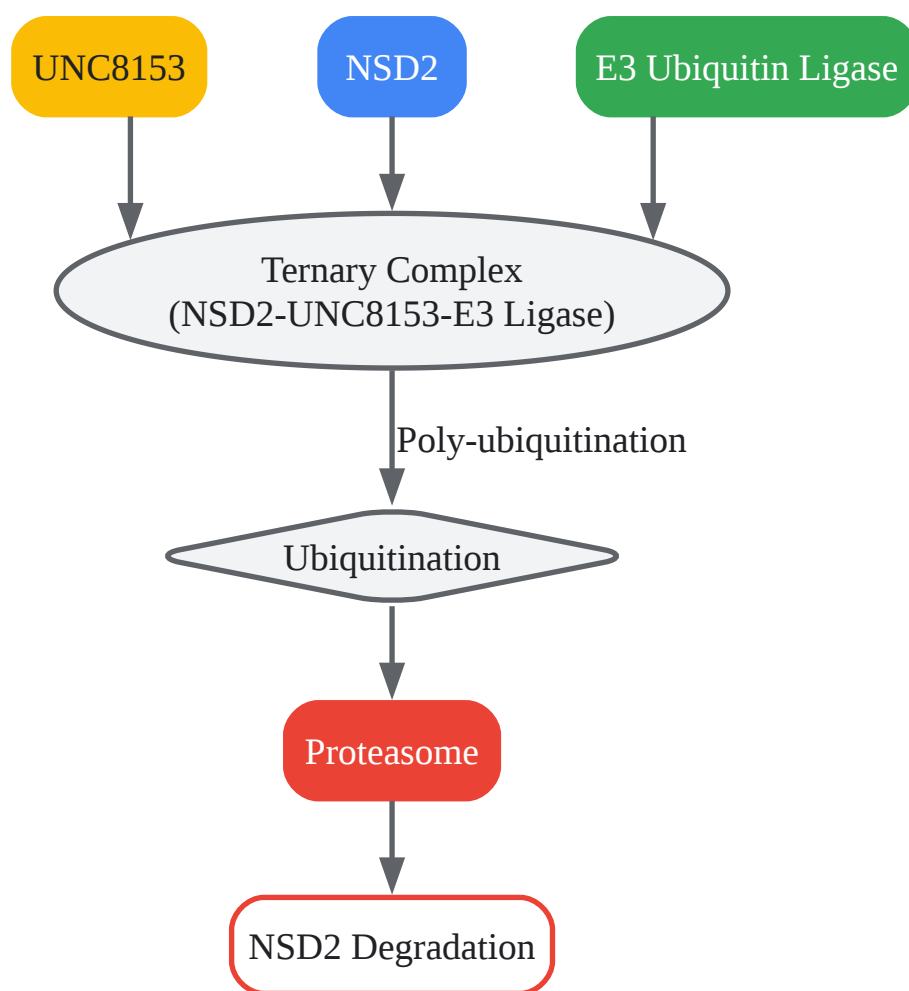 UNC8153
NSD2
E3 Ubiquitin Ligase
Ternary Complex
(NSD2-UNC8153-E3 Ligase)
Poly-ubiquitination
Ubiquitination
Proteasome
NSD2 Degradation